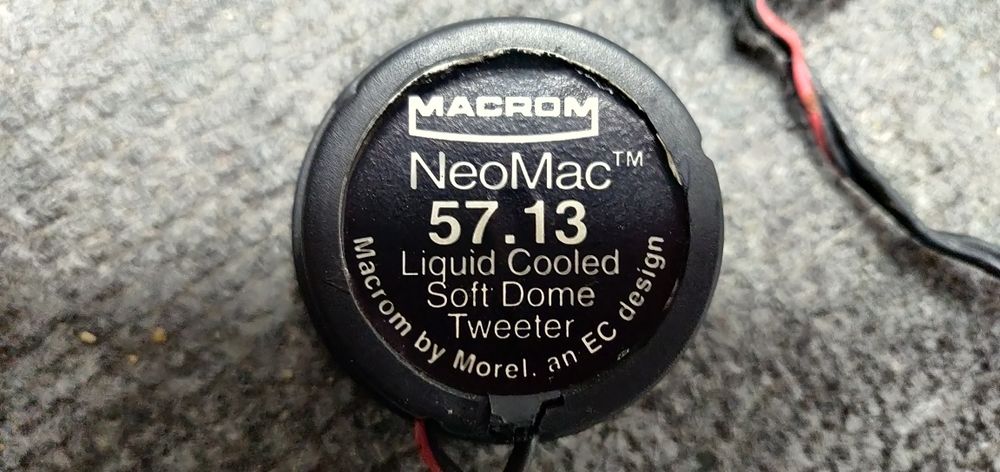 MACROM
NeoMac™
57.13
Liquid Cooled
Soft Dome
Tweeter
Macrom by Morel. an EC design